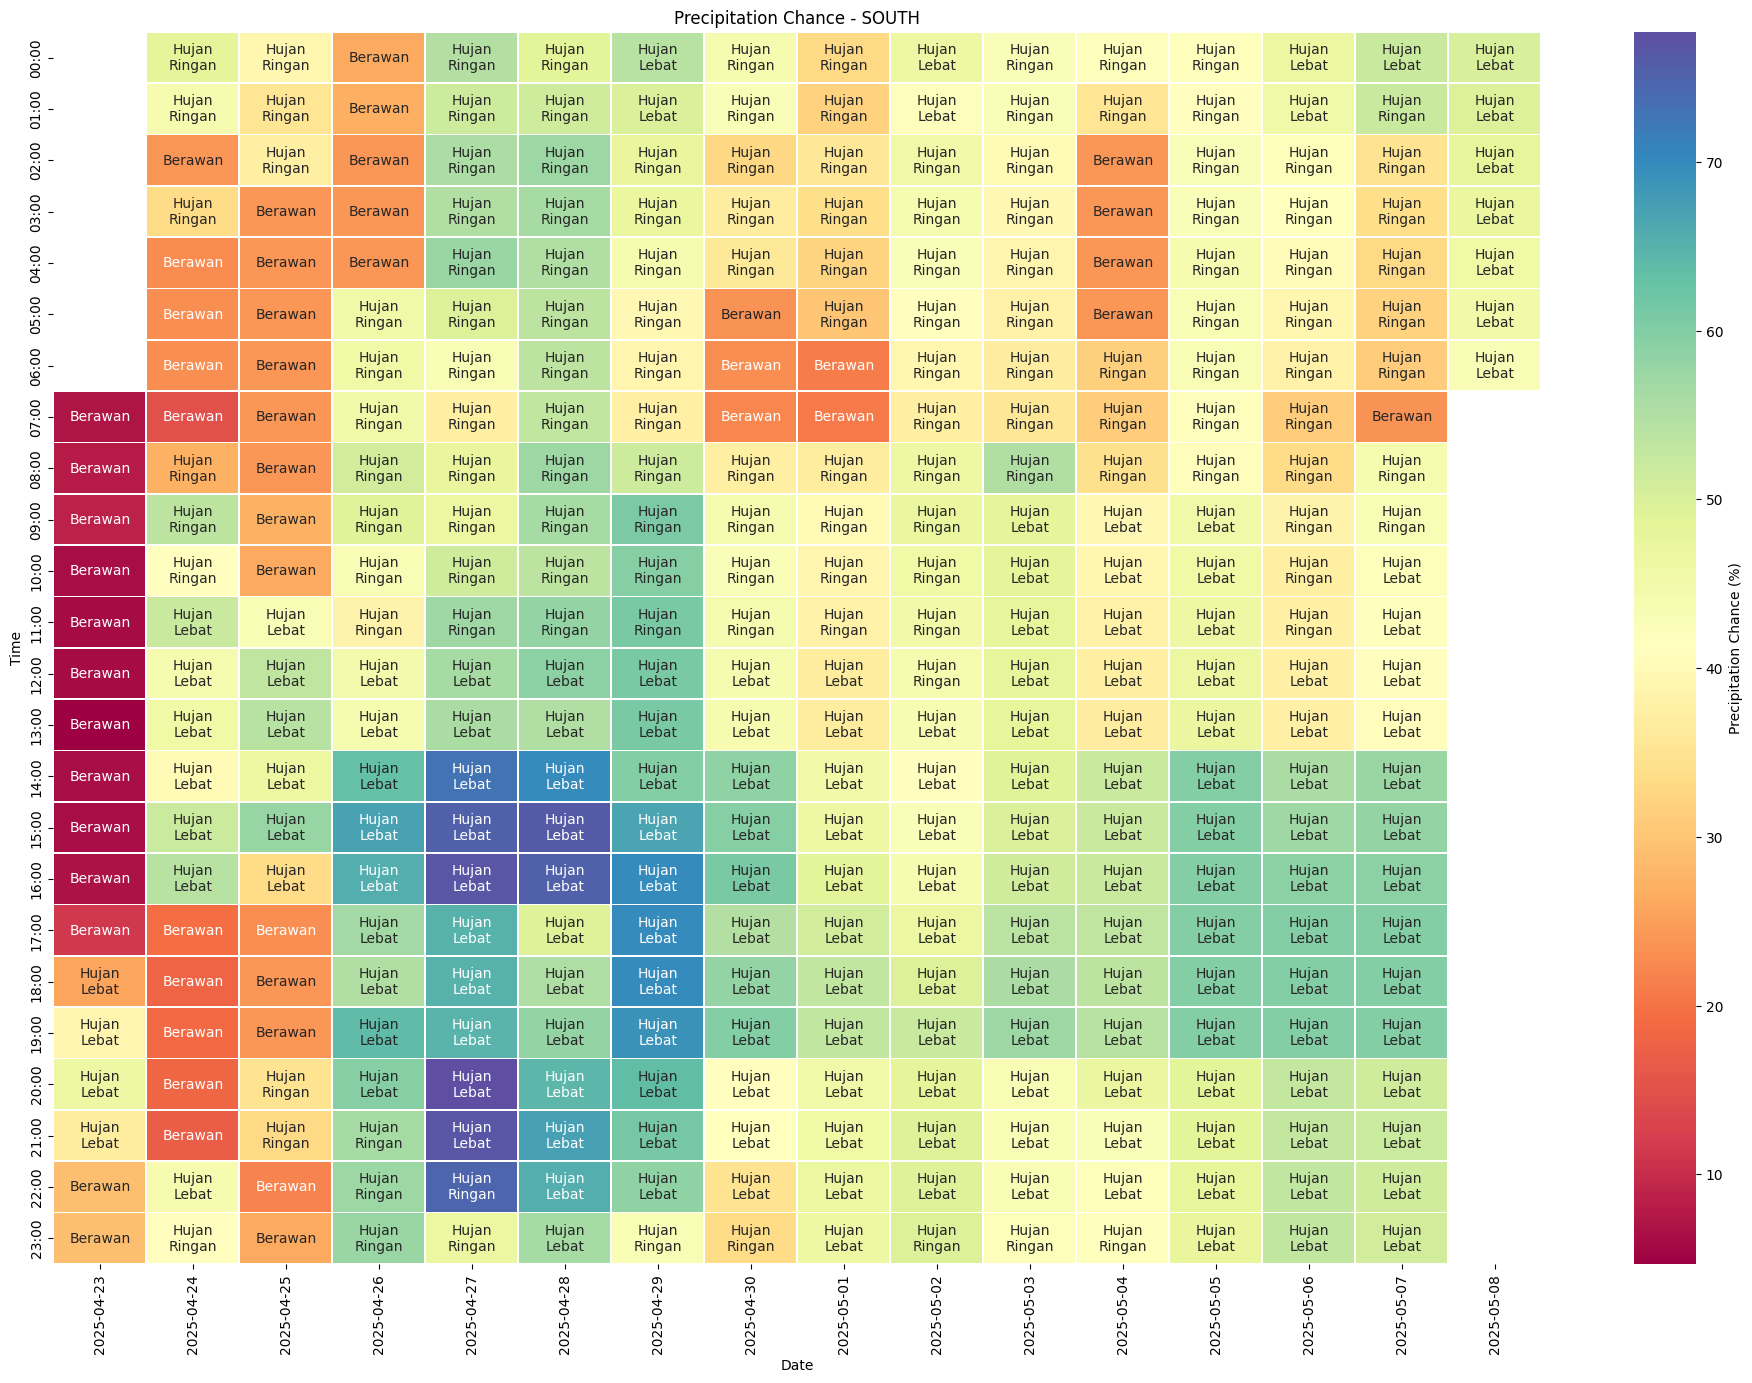 Precipitation Chance - SOUTH
Time
00:00 Hujan Ringan Hujan Ringan Berawan Hujan Ringan Hujan Ringan Hujan Lebat Hujan Ringan Hujan Ringan Hujan Lebat Hujan Ringan Hujan Ringan Hujan Ringan Hujan Lebat Hujan Lebat Hujan Lebat
01:00 Hujan Ringan Hujan Ringan Berawan Hujan Ringan Hujan Ringan Hujan Lebat Hujan Ringan Hujan Ringan Hujan Lebat Hujan Ringan Hujan Ringan Hujan Ringan Hujan Lebat Hujan Ringan Hujan Lebat
02:00 Berawan Hujan Ringan Berawan Hujan Ringan Hujan Ringan Hujan Ringan Hujan Ringan Hujan Ringan Hujan Ringan Hujan Ringan Berawan Hujan Ringan Hujan Ringan Hujan Ringan Hujan Lebat
03:00 Hujan Ringan Berawan Berawan Hujan Ringan Hujan Ringan Hujan Ringan Hujan Ringan Hujan Ringan Hujan Ringan Hujan Ringan Berawan Hujan Ringan Hujan Ringan Hujan Ringan Hujan Lebat
04:00 Berawan Berawan Berawan Hujan Ringan Hujan Ringan Hujan Ringan Hujan Ringan Hujan Ringan Hujan Ringan Hujan Ringan Berawan Hujan Ringan Hujan Ringan Hujan Ringan Hujan Lebat
05:00 Berawan Berawan Hujan Ringan Hujan Ringan Hujan Ringan Hujan Ringan Berawan Hujan Ringan Hujan Ringan Hujan Ringan Berawan Hujan Ringan Hujan Ringan Hujan Ringan Hujan Lebat
06:00 Berawan Berawan Hujan Ringan Hujan Ringan Hujan Ringan Hujan Ringan Berawan Berawan Hujan Ringan Hujan Ringan Hujan Ringan Hujan Ringan Hujan Ringan Hujan Ringan Hujan Lebat
07:00 Berawan Berawan Berawan Hujan Ringan Hujan Ringan Hujan Ringan Hujan Ringan Berawan Berawan Hujan Ringan Hujan Ringan Hujan Ringan Hujan Ringan Hujan Ringan Berawan
08:00 Berawan Hujan Ringan Berawan Hujan Ringan Hujan Ringan Hujan Ringan Hujan Ringan Hujan Ringan Hujan Ringan Hujan Ringan Hujan Ringan Hujan Ringan Hujan Ringan Hujan Ringan Hujan Ringan
09:00 Berawan Hujan Ringan Berawan Hujan Ringan Hujan Ringan Hujan Ringan Hujan Ringan Hujan Ringan Hujan Ringan Hujan Ringan Hujan Lebat Hujan Lebat Hujan Lebat Hujan Ringan Hujan Ringan
10:00 Berawan Hujan Ringan Berawan Hujan Ringan Hujan Ringan Hujan Ringan Hujan Ringan Hujan Ringan Hujan Ringan Hujan Ringan Hujan Lebat Hujan Lebat Hujan Lebat Hujan Ringan Hujan Lebat
11:00 Berawan Hujan Lebat Hujan Lebat Hujan Ringan Hujan Ringan Hujan Ringan Hujan Ringan Hujan Ringan Hujan Ringan Hujan Ringan Hujan Lebat Hujan Lebat Hujan Lebat Hujan Ringan Hujan Lebat
12:00 Berawan Hujan Lebat Hujan Lebat Hujan Lebat Hujan Lebat Hujan Lebat Hujan Lebat Hujan Lebat Hujan Lebat Hujan Ringan Hujan Lebat Hujan Lebat Hujan Lebat Hujan Lebat Hujan Lebat
13:00 Berawan Hujan Lebat Hujan Lebat Hujan Lebat Hujan Lebat Hujan Lebat Hujan Lebat Hujan Lebat Hujan Lebat Hujan Lebat Hujan Lebat Hujan Lebat Hujan Lebat Hujan Lebat Hujan Lebat
14:00 Berawan Hujan Lebat Hujan Lebat Hujan Lebat Hujan Lebat Hujan Lebat Hujan Lebat Hujan Lebat Hujan Lebat Hujan Lebat Hujan Lebat Hujan Lebat Hujan Lebat Hujan Lebat Hujan Lebat
15:00 Berawan Hujan Lebat Hujan Lebat Hujan Lebat Hujan Lebat Hujan Lebat Hujan Lebat Hujan Lebat Hujan Lebat Hujan Lebat Hujan Lebat Hujan Lebat Hujan Lebat Hujan Lebat Hujan Lebat
16:00 Berawan Hujan Lebat Hujan Lebat Hujan Lebat Hujan Lebat Hujan Lebat Hujan Lebat Hujan Lebat Hujan Lebat Hujan Lebat Hujan Lebat Hujan Lebat Hujan Lebat Hujan Lebat Hujan Lebat
17:00 Berawan Berawan Berawan Hujan Lebat Hujan Lebat Hujan Lebat Hujan Lebat Hujan Lebat Hujan Lebat Hujan Lebat Hujan Lebat Hujan Lebat Hujan Lebat Hujan Lebat Hujan Lebat
18:00 Hujan Lebat Berawan Berawan Hujan Lebat Hujan Lebat Hujan Lebat Hujan Lebat Hujan Lebat Hujan Lebat Hujan Lebat Hujan Lebat Hujan Lebat Hujan Lebat Hujan Lebat Hujan Lebat
19:00 Hujan Lebat Berawan Berawan Hujan Lebat Hujan Lebat Hujan Lebat Hujan Lebat Hujan Lebat Hujan Lebat Hujan Lebat Hujan Lebat Hujan Lebat Hujan Lebat Hujan Lebat Hujan Lebat
20:00 Hujan Lebat Berawan Hujan Ringan Hujan Lebat Hujan Lebat Hujan Lebat Hujan Lebat Hujan Lebat Hujan Lebat Hujan Lebat Hujan Lebat Hujan Lebat Hujan Lebat Hujan Lebat Hujan Lebat
21:00 Hujan Lebat Berawan Hujan Ringan Hujan Ringan Hujan Lebat Hujan Lebat Hujan Lebat Hujan Lebat Hujan Lebat Hujan Lebat Hujan Lebat Hujan Lebat Hujan Lebat Hujan Lebat Hujan Lebat
22:00 Berawan Hujan Lebat Berawan Hujan Ringan Hujan Ringan Hujan Lebat Hujan Lebat Hujan Lebat Hujan Lebat Hujan Lebat Hujan Lebat Hujan Lebat Hujan Lebat Hujan Lebat Hujan Lebat
23:00 Berawan Hujan Ringan Berawan Hujan Ringan Hujan Ringan Hujan Lebat Hujan Ringan Hujan Ringan Hujan Lebat Hujan Ringan Hujan Ringan Hujan Ringan Hujan Lebat Hujan Lebat Hujan Lebat
2025-04-23 2025-04-24 2025-04-25 2025-04-26 2025-04-27 2025-04-28 2025-04-29 2025-04-30 2025-05-01 2025-05-02 2025-05-03 2025-05-04 2025-05-05 2025-05-06 2025-05-07 2025-05-08
Date
70
60
50
40
30
20
10
Precipitation Chance (%)